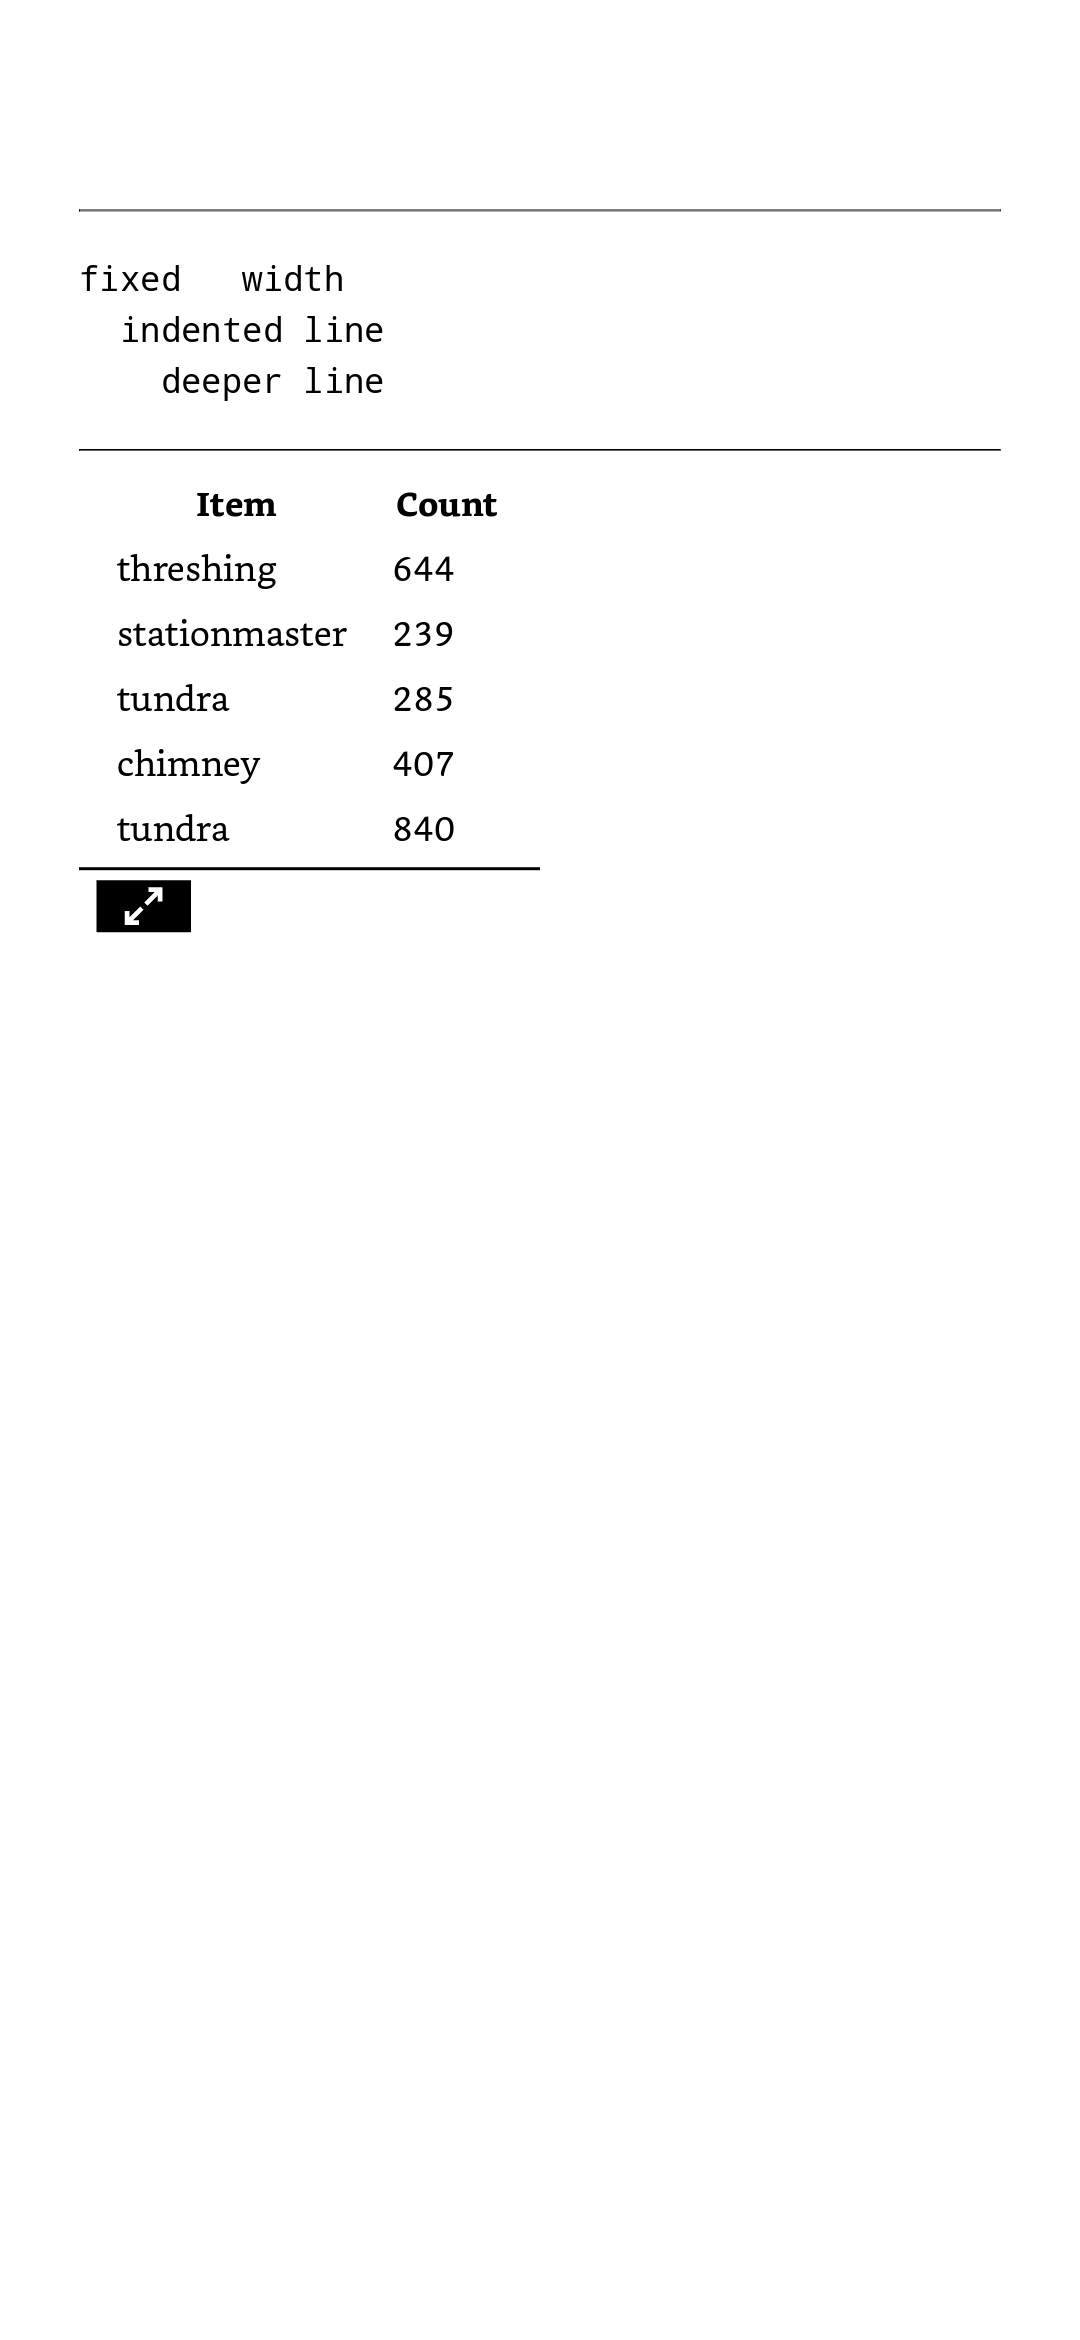 fixed   width
  indented line
    deeper line
Item Count
threshing 644
stationmaster 239
tundra 285
chimney 407
tundra 840